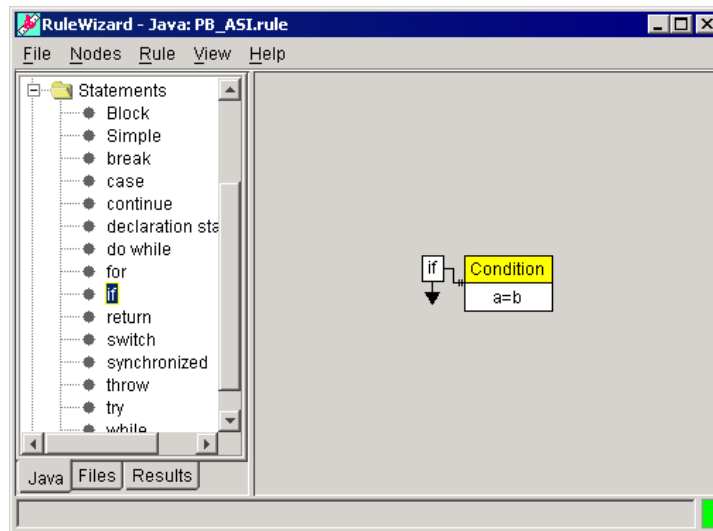 RuleWizard - Java: PB_ASI.rule
File Nodes Rule View Help
Statements
Block
Simple
break
case
continue
declaration sta
do while
for
if
return
switch
synchronized
throw
try
while
if Condition
a=b
Java Files Results